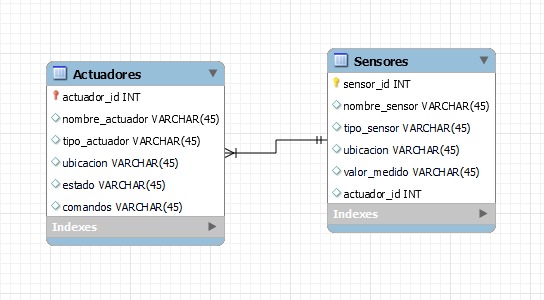 Actuadores
actuador_id INT
nombre_actuador VARCHAR(45)
tipo_actuador VARCHAR(45)
ubicacion VARCHAR(45)
estado VARCHAR(45)
comandos VARCHAR(45)
Indexes
Sensores
sensor_id INT
nombre_sensor VARCHAR(45)
tipo_sensor VARCHAR(45)
ubicacion VARCHAR(45)
valor_medido VARCHAR(45)
actuador_id INT
Indexes